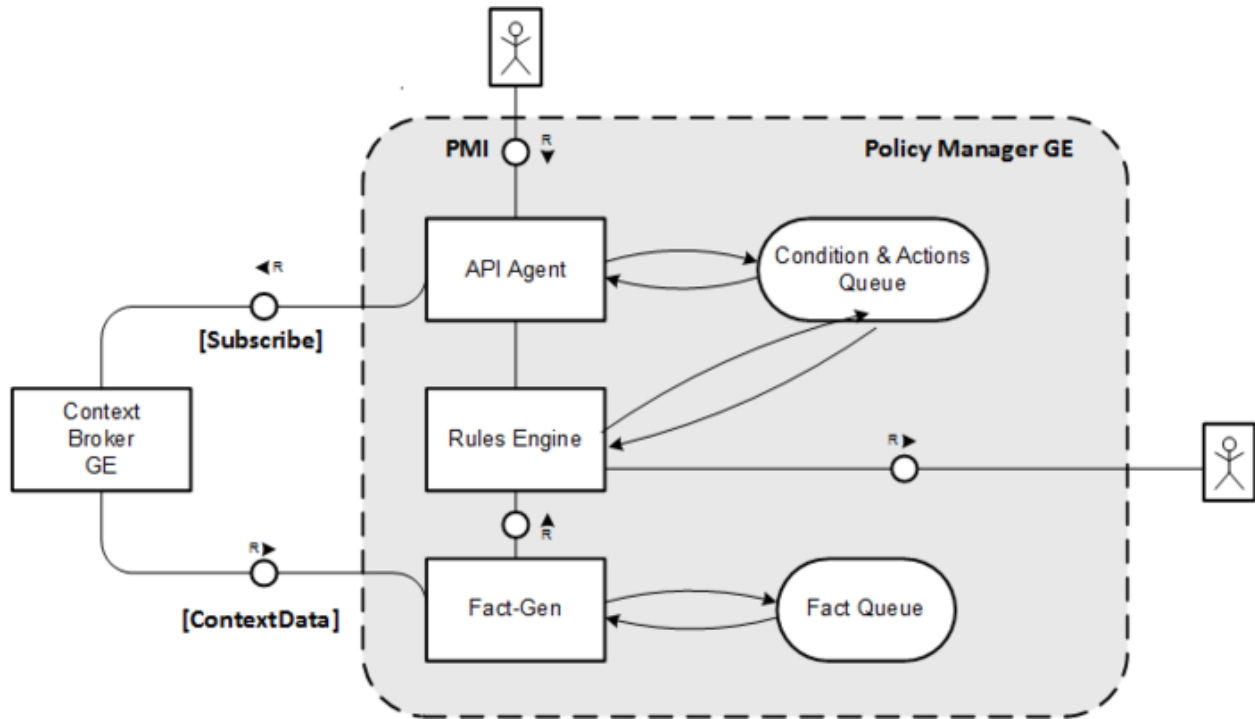 R
PMI
Policy Manager GE
API Agent
Condition & Actions
Queue
R
[Subscribe]
Context
Broker
GE
Rules Engine
R
R
R
[ContextData]
Fact-Gen
Fact Queue